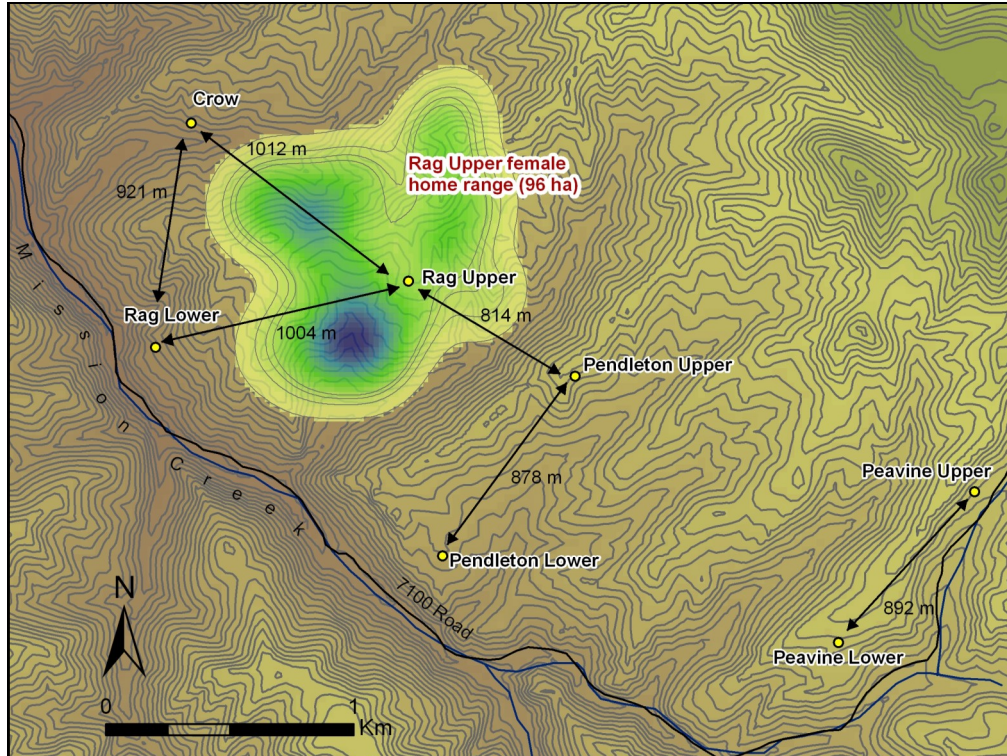 Crow
1012 m
Rag Upper female
home range (96 ha)
921 m
Rag Upper
Rag Lower
1004 m
814 m
Pendleton Upper
Mission Creek
878 m
Peavine Upper
Pendleton Lower
7100 Road
892 m
Peavine Lower
N
0 1
Km